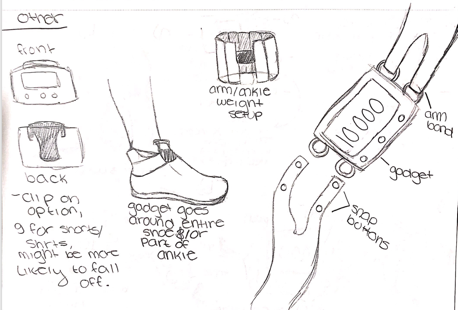 other
front
back
-clip on
option,
g for shorts/
shirts,
might be more
likely to fall
off.
gadget goes
around entire
shoe &/or
part of
ankle
arm/ankle
weight
setup
arm
band
gadget
snap
buttons